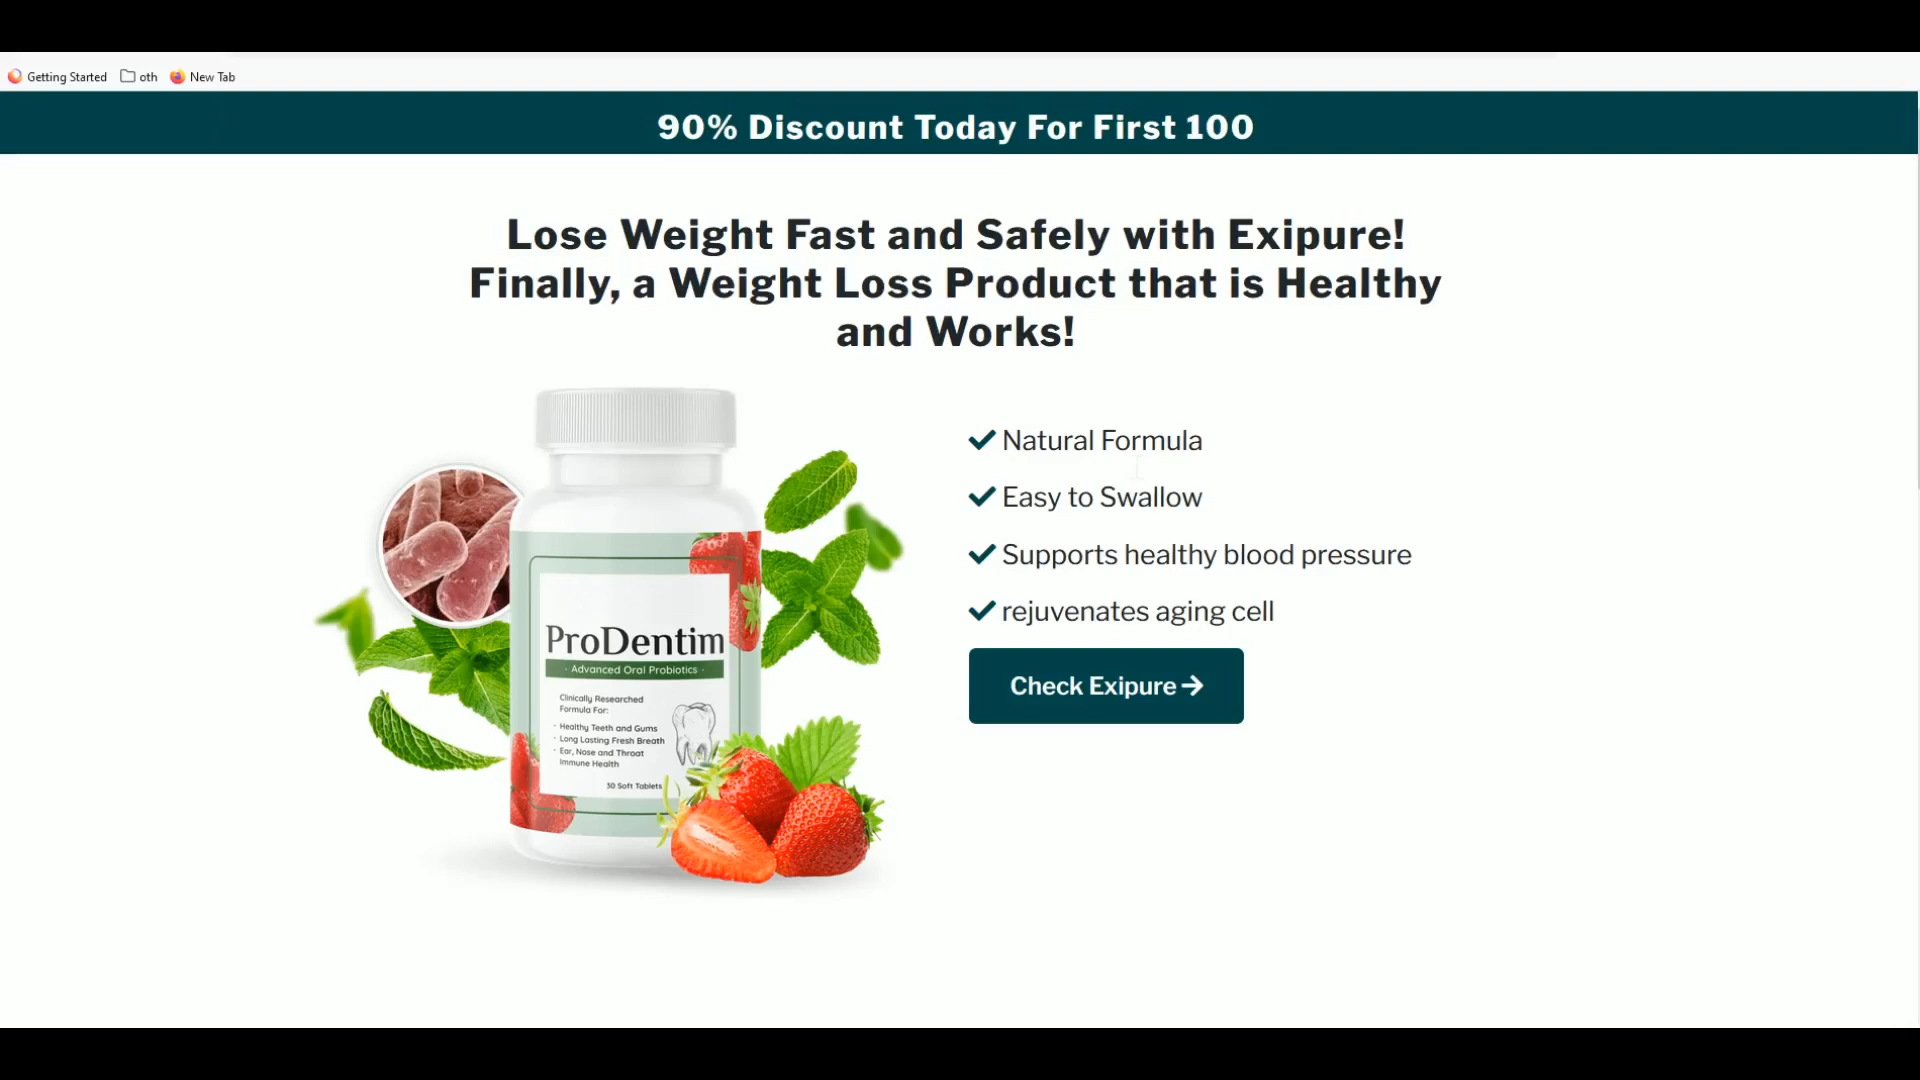 Getting Started oth New Tab
90% Discount Today For First 100
Lose Weight Fast and Safely with Exipure!
Finally, a Weight Loss Product that is Healthy
and Works!
Natural Formula
Easy to Swallow
Supports healthy blood pressure
rejuvenates aging cell
Check Exipure
ProDentim
· Advanced Oral Probiotics ·
Clinically Researched
Formula For:
· Healthy Teeth and Gums
· Long Lasting Fresh Breath
· Ear, Nose and Throat
Immune Health
30 Soft Tablets